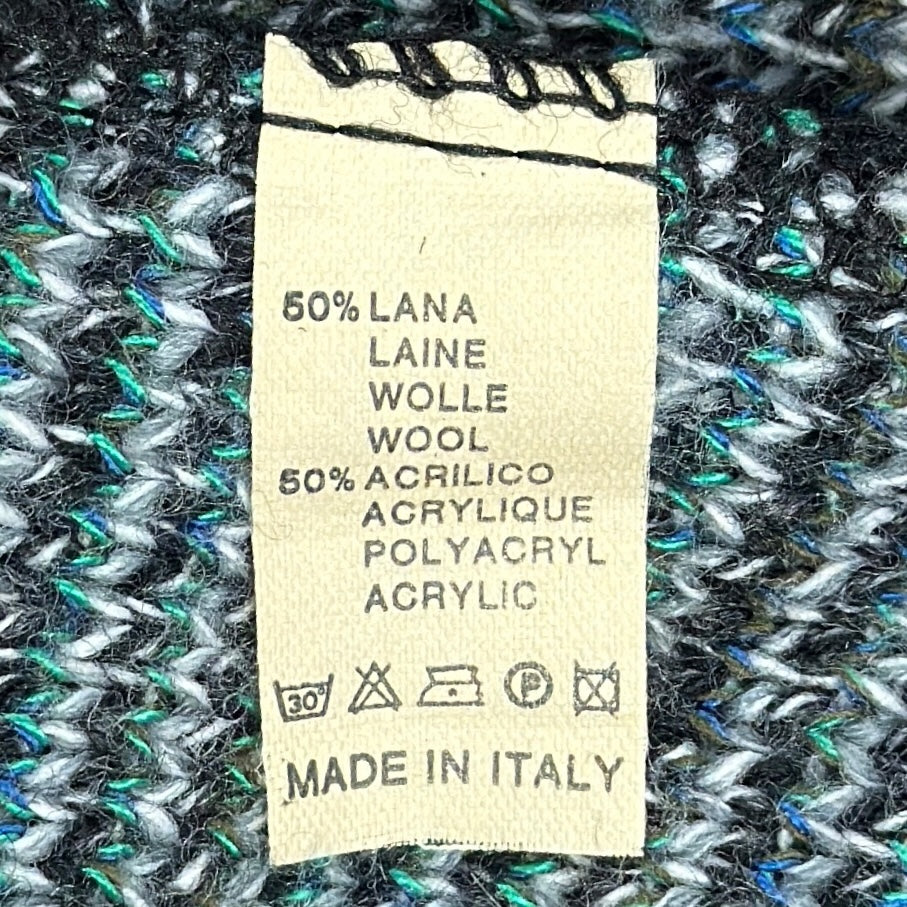 50% LANA
LAINE
WOLLE
WOOL
50% ACRILICO
ACRYLIQUE
POLYACRYL
ACRYLIC
30° P
MADE IN ITALY